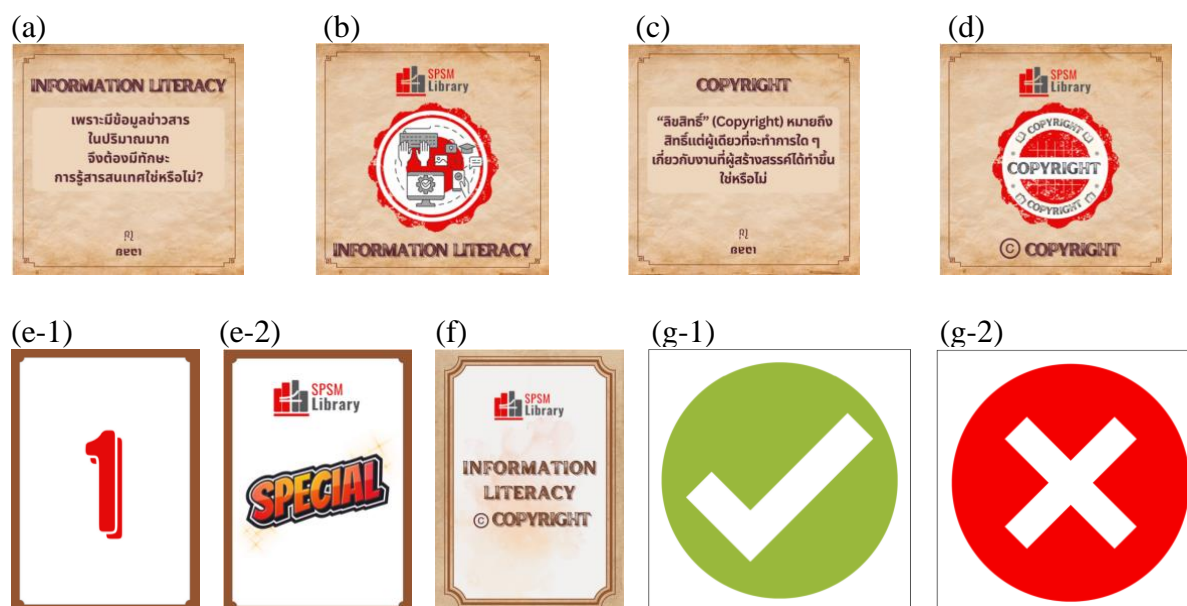 (a)
(b)
(c)
(d)
INFORMATION LITERACY
เพราะมีข้อมูลข่าวสาร
ในปริมาณมาก
จึงต้องมีทักษะ
การรู้สารสนเทศใช่หรือไม่?
SPSM
Library
INFORMATION LITERACY
COPYRIGHT
“ลิขสิทธิ์” (Copyright) หมายถึง
สิทธิ์แต่ผู้เดียวที่จะทำการใด ๆ
เกี่ยวกับงานที่ผู้สร้างสรรค์ได้ทำขึ้น
ใช่หรือไม่
SPSM
Library
COPYRIGHT
COPYRIGHT
COPYRIGHT
© COPYRIGHT
(e-1)
(e-2)
(f)
(g-1)
(g-2)
1
SPSM
Library
SPECIAL
SPSM
Library
INFORMATION
LITERACY
© COPYRIGHT